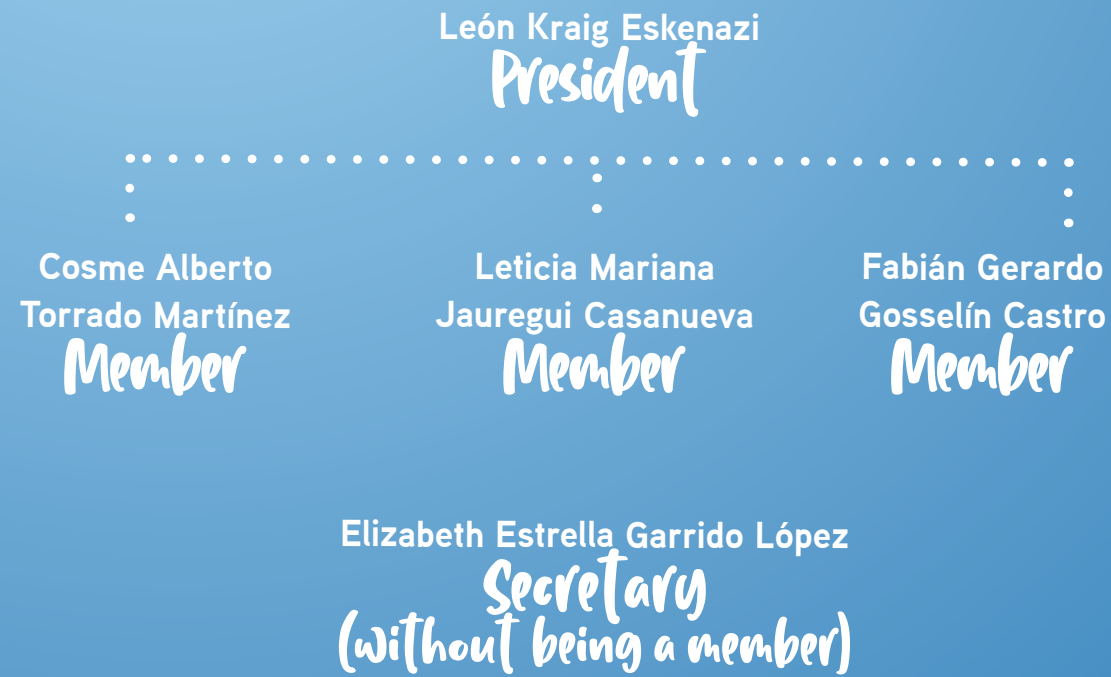 León Kraig Eskenazi
President
Cosme Alberto
Torrado Martínez
Member
Leticia Mariana
Jauregui Casanueva
Member
Fabián Gerardo
Gosselín Castro
Member
Elizabeth Estrella Garrido López
Secretary
(without being a member)